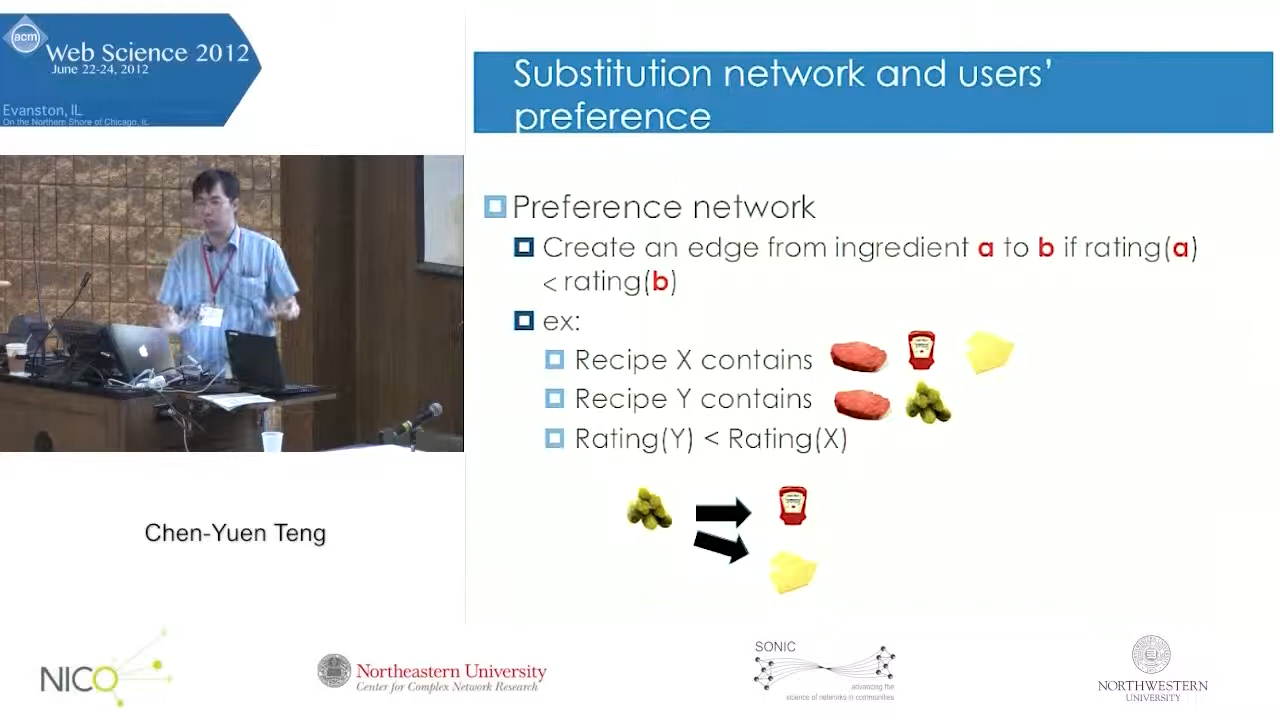 acm
Web Science 2012
June 22-24, 2012
Evanston, IL
On the Northern Shore of Chicago, IL
Substitution network and users'
preference
Preference network
Create an edge from ingredient a to b if rating(a)
< rating(b)
ex:
Recipe X contains
Recipe Y contains
Rating(Y) < Rating(X)
Chen-Yuen Teng
NICO
Northeastern University
Center for Complex Network Research
SONIC
advancing the
science of networks in communities
NORTHWESTERN
UNIVERSITY